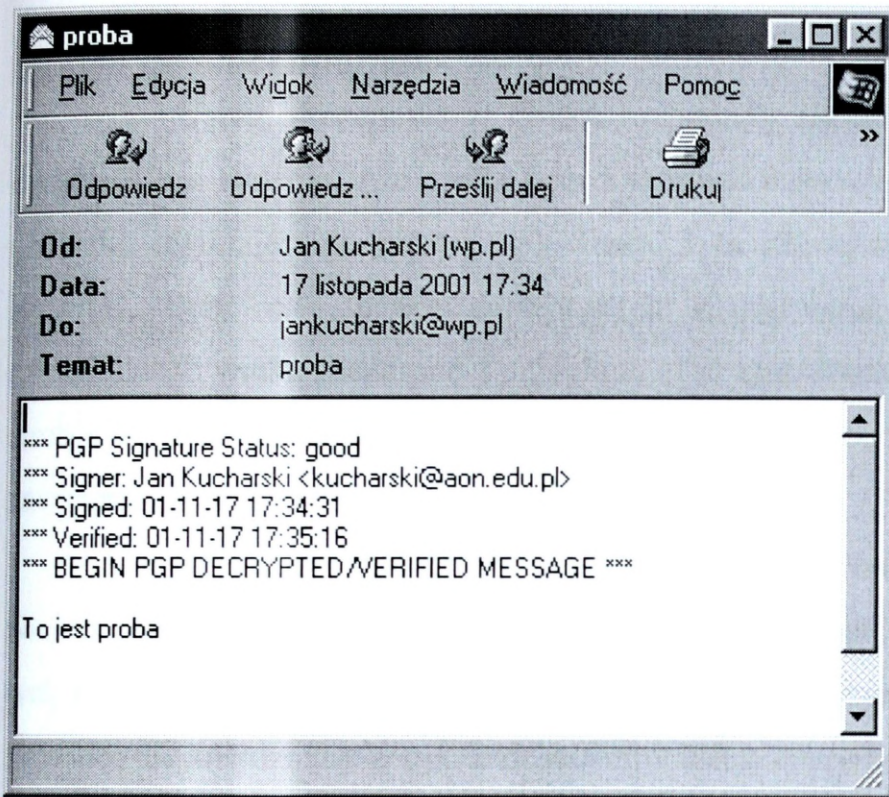 proba
Plik Edycja Widok Narzędzia Wiadomość Pomoc
Odpowiedz Odpowiedz ... Prześlij dalej Drukuj »
Od: Jan Kucharski (wp.pl)
Data: 17 listopada 2001 17:34
Do: jankucharski@wp.pl
Temat: proba
*** PGP Signature Status: good
*** Signer: Jan Kucharski <kucharski@aon.edu.pl>
*** Signed: 01-11-17 17:34:31
*** Verified: 01-11-17 17:35:16
*** BEGIN PGP DECRYPTED/VERIFIED MESSAGE ***
To jest proba